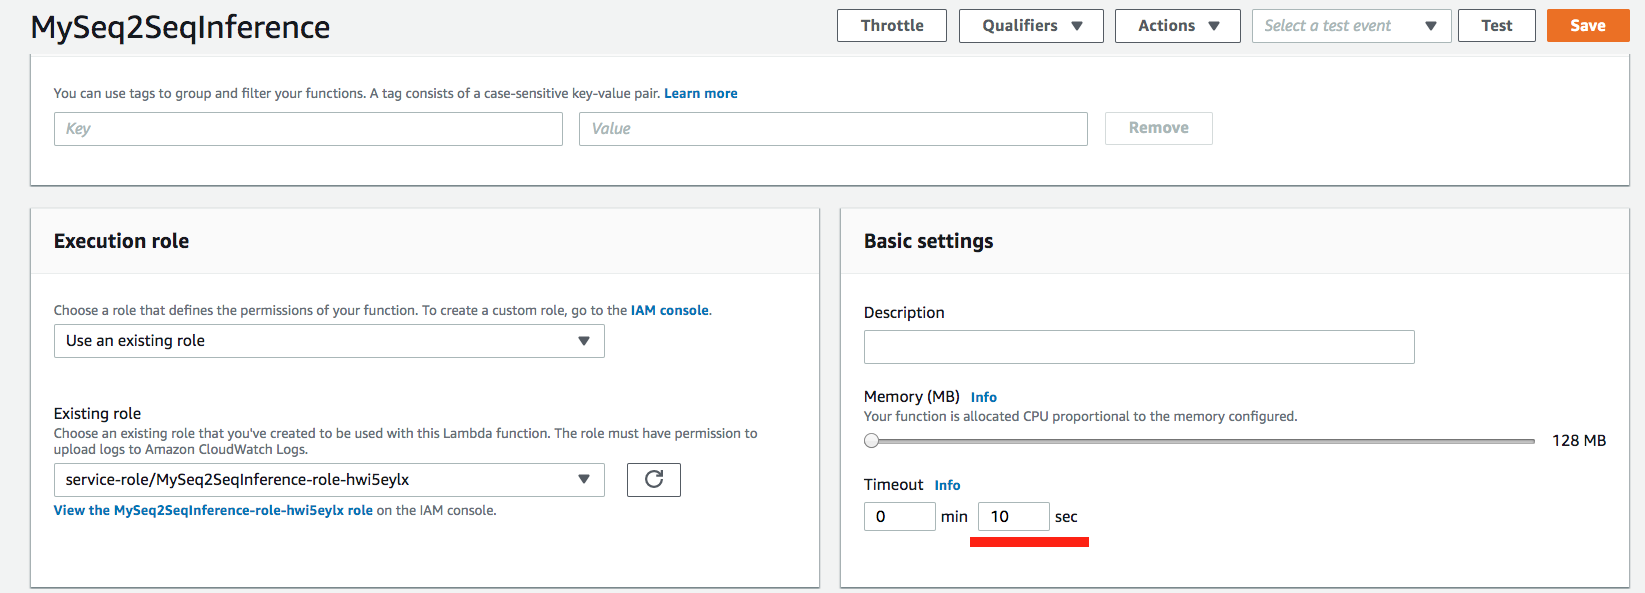 MySeq2SeqInference
Throttle Qualifiers Actions Select a test event Test Save
You can use tags to group and filter your functions. A tag consists of a case-sensitive key-value pair. Learn more
Key Value Remove
Execution role
Choose a role that defines the permissions of your function. To create a custom role, go to the IAM console.
Use an existing role
Existing role
Choose an existing role that you've created to be used with this Lambda function. The role must have permission to
upload logs to Amazon CloudWatch Logs.
service-role/MySeq2SeqInference-role-hwi5eylx
View the MySeq2SeqInference-role-hwi5eylx role on the IAM console.
Basic settings
Description
Memory (MB) Info
Your function is allocated CPU proportional to the memory configured.
128 MB
Timeout Info
0 min 10 sec